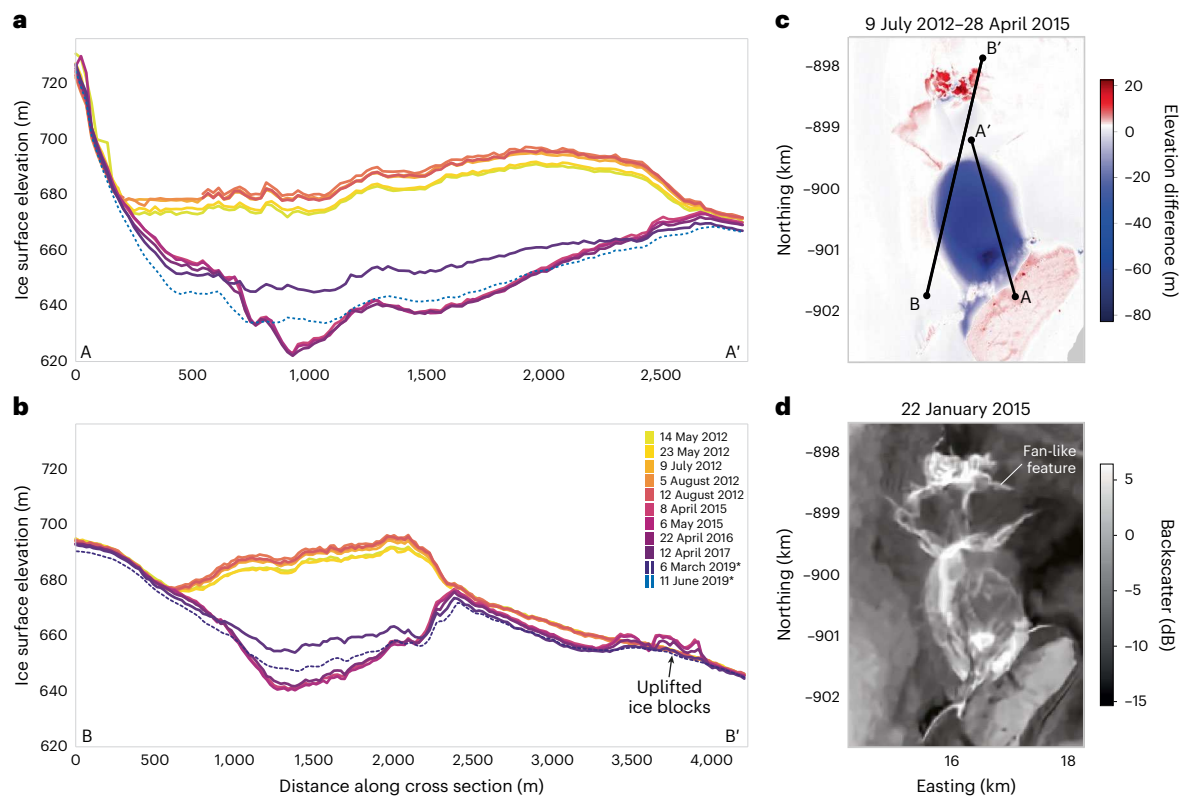 a
Ice surface elevation (m)
720
700
680
660
640
620
A
A′
0
500
1,000
1,500
2,000
2,500
b
Ice surface elevation (m)
720
700
680
660
640
620
14 May 2012
23 May 2012
9 July 2012
5 August 2012
12 August 2012
8 April 2015
6 May 2015
22 April 2016
12 April 2017
6 March 2019*
11 June 2019*
Uplifted
ice blocks
B
B′
0
500
1,000
1,500
2,000
2,500
3,000
3,500
4,000
Distance along cross section (m)
c
9 July 2012–28 April 2015
Northing (km)
–898
–899
–900
–901
–902
B′
A′
B
A
20
0
–20
–40
–60
–80
Elevation difference (m)
d
22 January 2015
Northing (km)
–898
–899
–900
–901
–902
Fan-like
feature
16
18
Easting (km)
5
0
–5
–10
–15
Backscatter (dB)